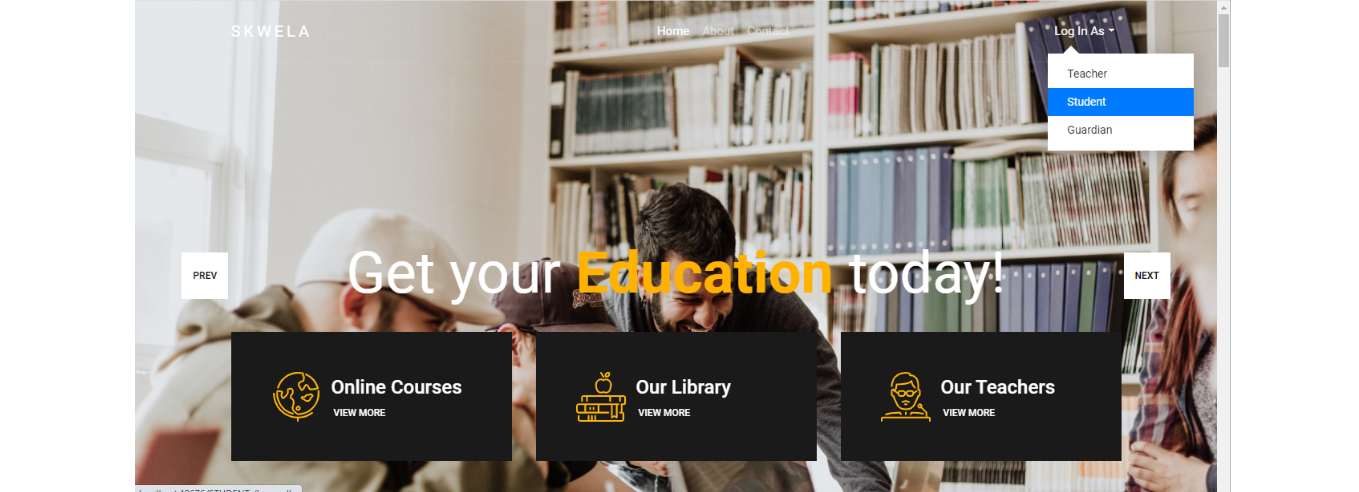 SKWELA
Home About Contact
Log In As
Teacher
Student
Guardian
PREV
Get your Education today!
NEXT
Online Courses
VIEW MORE
Our Library
VIEW MORE
Our Teachers
VIEW MORE